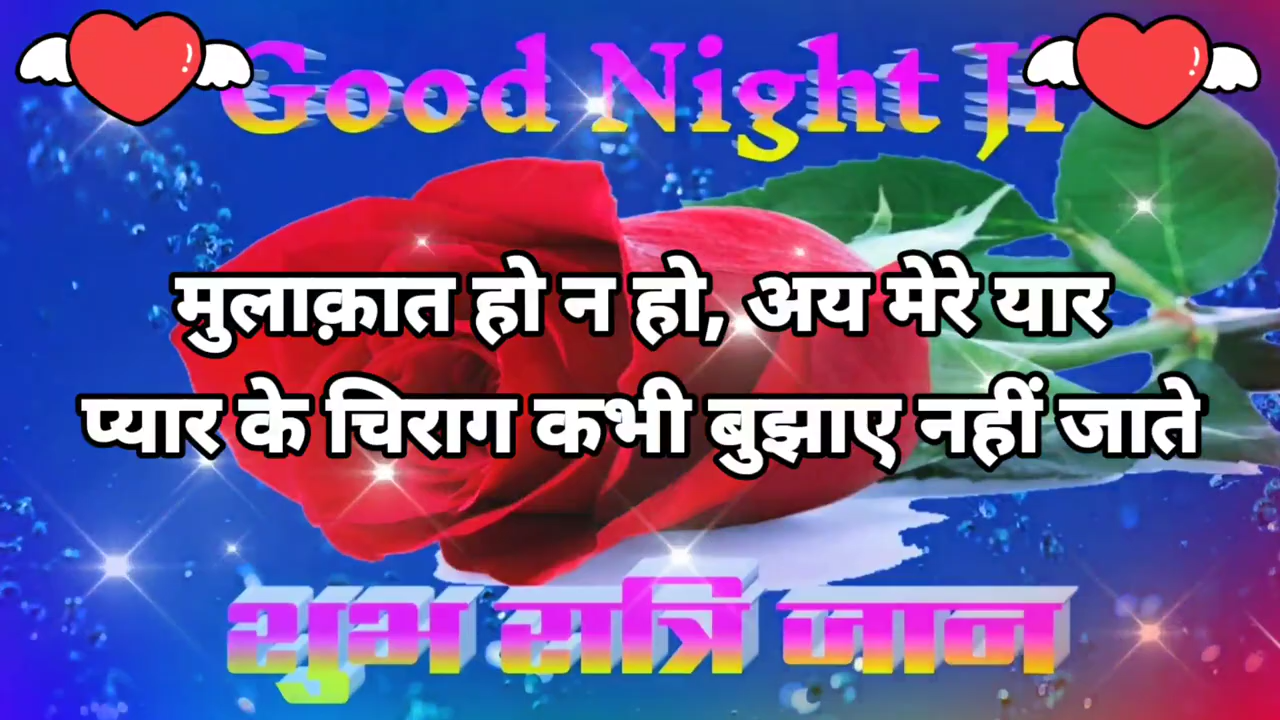 Good Night Ji
मुलाक़ात हो न हो, अय मेरे यार
प्यार के चिराग कभी बुझाए नहीं जाते
शुभ रात्रि जान